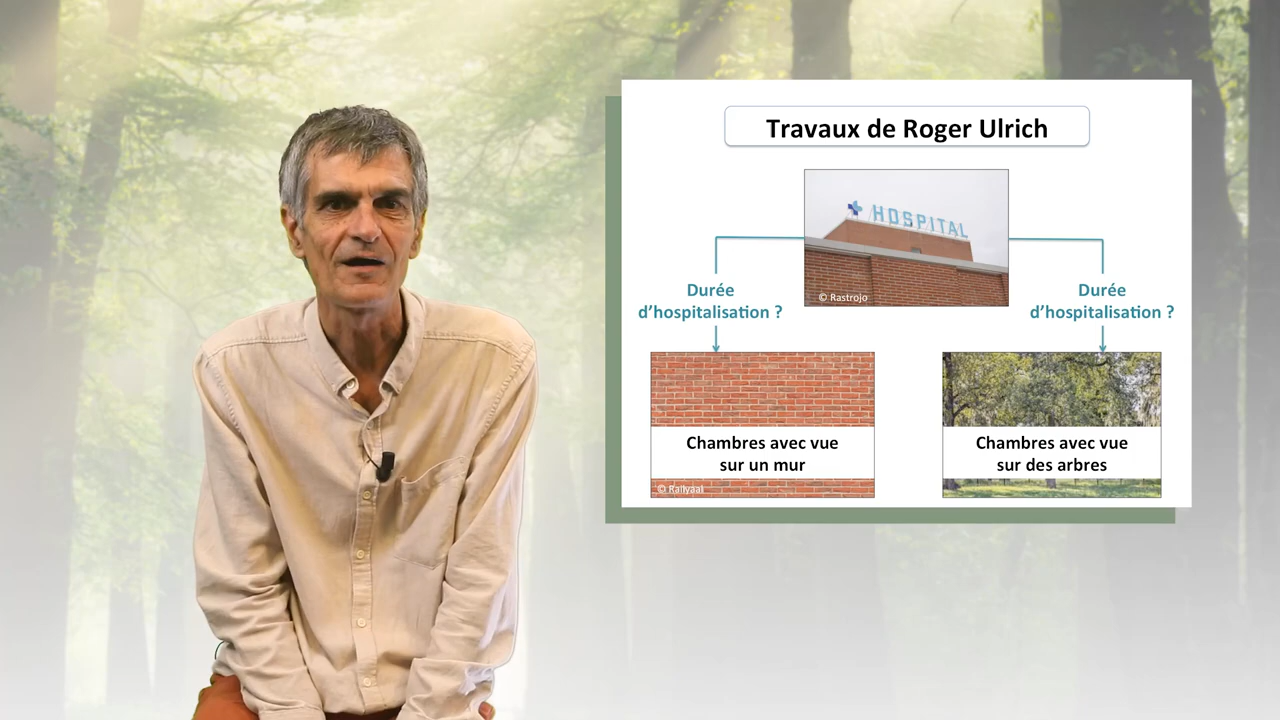 Travaux de Roger Ulrich
HOSPITAL
© Rastrojo
Durée
d’hospitalisation ?
Durée
d’hospitalisation ?
Chambres avec vue
sur un mur
© Railyaal
Chambres avec vue
sur des arbres